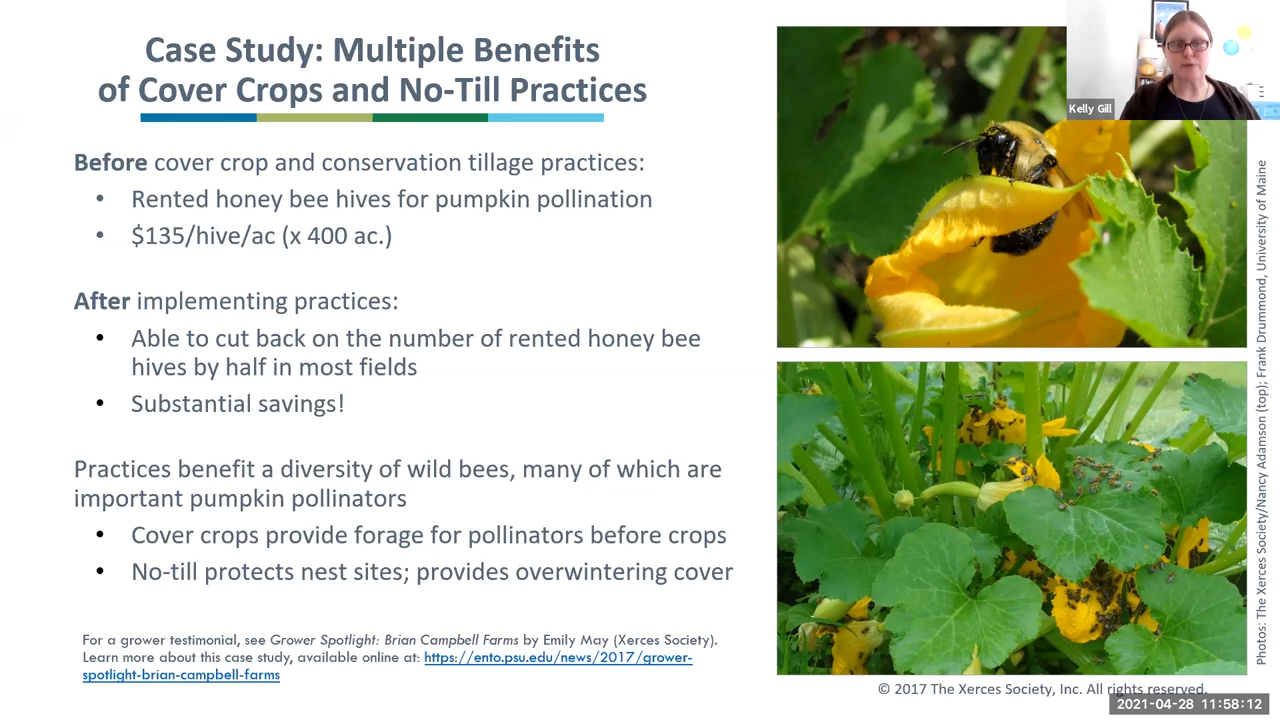 Case Study: Multiple Benefits
of Cover Crops and No-Till Practices
Before cover crop and conservation tillage practices:
• Rented honey bee hives for pumpkin pollination
• $135/hive/ac (x 400 ac.)
After implementing practices:
• Able to cut back on the number of rented honey bee
hives by half in most fields
• Substantial savings!
Practices benefit a diversity of wild bees, many of which are
important pumpkin pollinators
• Cover crops provide forage for pollinators before crops
• No-till protects nest sites; provides overwintering cover
For a grower testimonial, see Grower Spotlight: Brian Campbell Farms by Emily May (Xerces Society).
Learn more about this case study, available online at: https://ento.psu.edu/news/2017/grower-
spotlight-brian-campbell-farms
Kelly Gill
Photos: The Xerces Society/Nancy Adamson (top); Frank Drummond, University of Maine
© 2017 The Xerces Society, Inc. All rights reserved.
2021-04-28 11:58:12